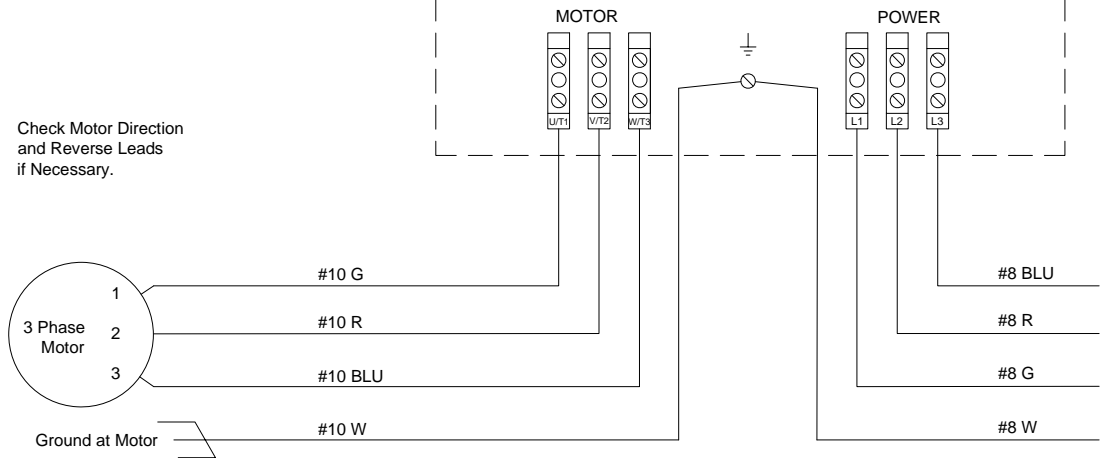 MOTOR
POWER
U/T1
V/T2
W/T3
L1
L2
L3
Check Motor Direction
and Reverse Leads
if Necessary.
#10 G
#8 BLU
1
#10 R
#8 R
3 Phase
Motor
2
3
#10 BLU
#8 G
Ground at Motor
#10 W
#8 W